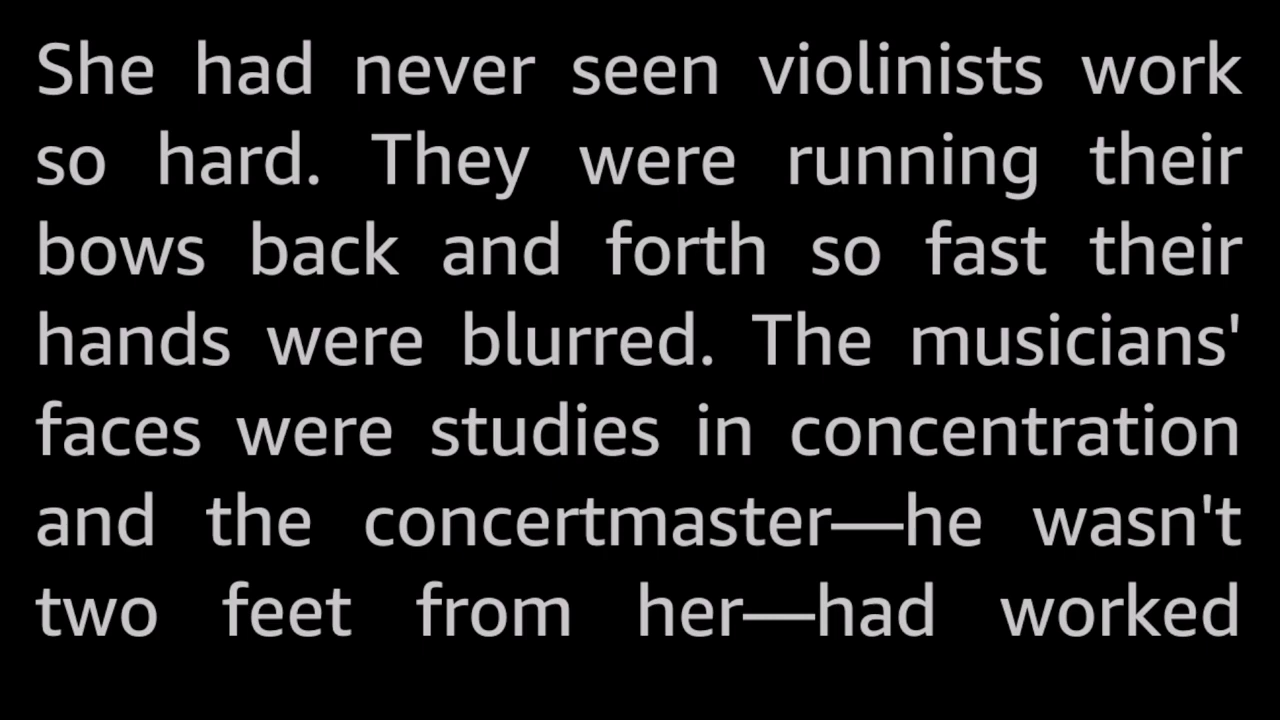 She had never seen violinists work
so hard. They were running their
bows back and forth so fast their
hands were blurred. The musicians'
faces were studies in concentration
and the concertmaster—he wasn't
two feet from her—had worked